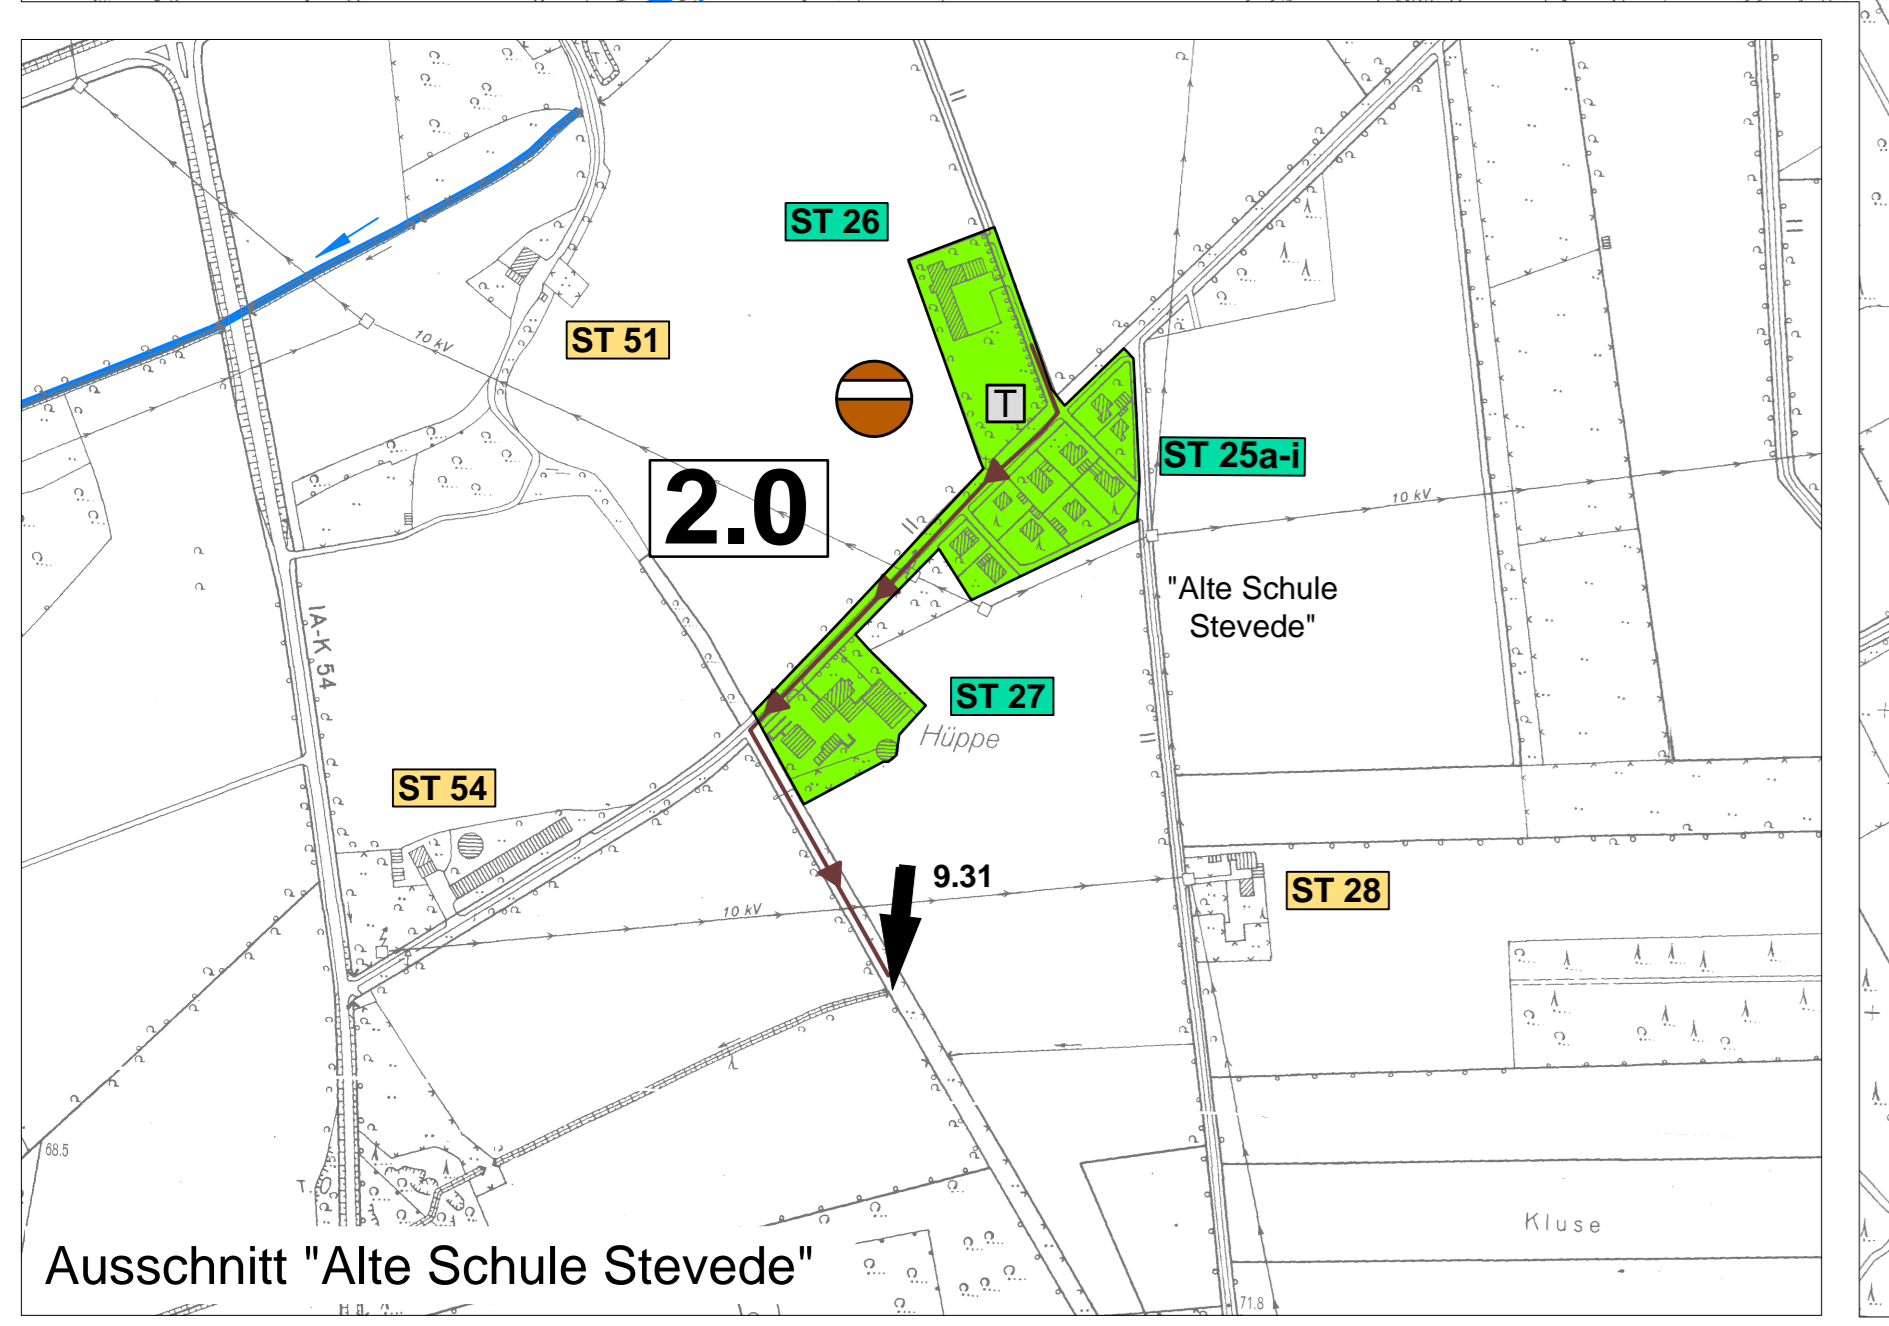 ST 26
ST 51
10 kV
T
2.0
ST 25a-i
10 kV
"Alte Schule
Stevede"
IA-K 54
ST 27
Hüppe
ST 54
9.31
10 kV
ST 28
68.5
T.
Kluse
Ausschnitt "Alte Schule Stevede"
71.8